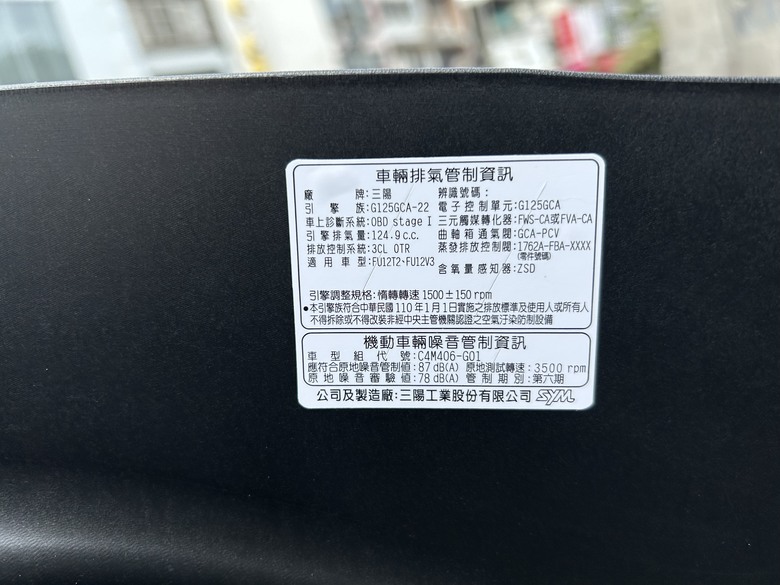 車輛排氣管制資訊
廠 牌:三陽 辨識號碼:
引 擎 族:G125GCA-22 電子控制單元:G125GCA
車上診斷系統:OBD stage I 三元觸媒轉化器:FWS-CA或FVA-CA
引擎排氣量:124.9c.c. 曲軸箱通氣閥:GCA-PCV
排放控制系統:3CL OTR 蒸發排放控制閥:1762A-FBA-XXXX
(零件號碼)
適用車型:FU12T2、FU12V3 含氧量感知器:ZSD
引擎調整規格:惰轉轉速 1500±150 rpm
●本引擎族符合中華民國110年1月1日實施之排放標準及使用人或所有人
不得拆除或不得改裝非經中央主管機關認證之空氣汙染防制設備
機動車輛噪音管制資訊
車型組代號:C4M406-G01
應符合原地噪音管制值:87dB(A) 原地測試轉速:3500 rpm
原地噪音審驗值:78dB(A) 管制期別:第六期
公司及製造廠:三陽工業股份有限公司 SYM